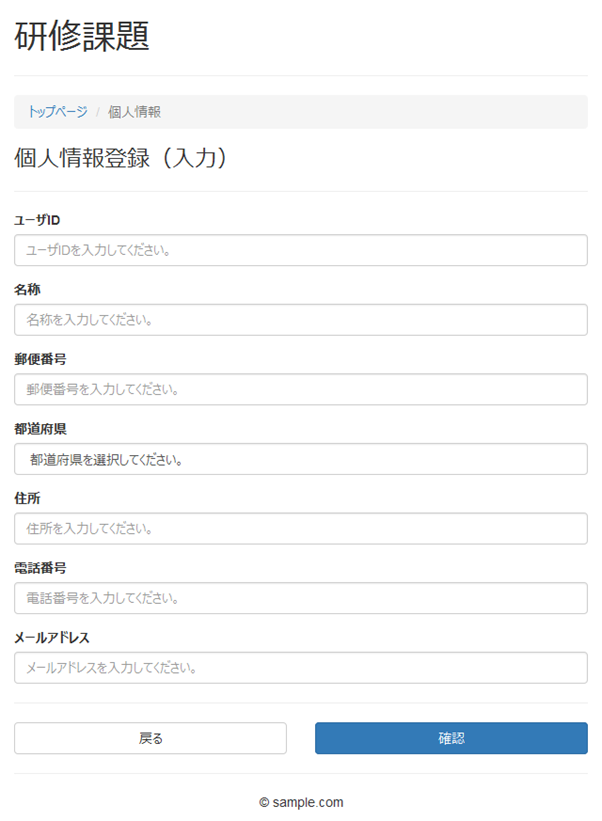 研修課題
トップページ / 個人情報
個人情報登録（入力）
ユーザID
ユーザIDを入力してください。
名称
名称を入力してください。
郵便番号
郵便番号を入力してください。
都道府県
都道府県を選択してください。
住所
住所を入力してください。
電話番号
電話番号を入力してください。
メールアドレス
メールアドレスを入力してください。
戻る 確認
© sample.com